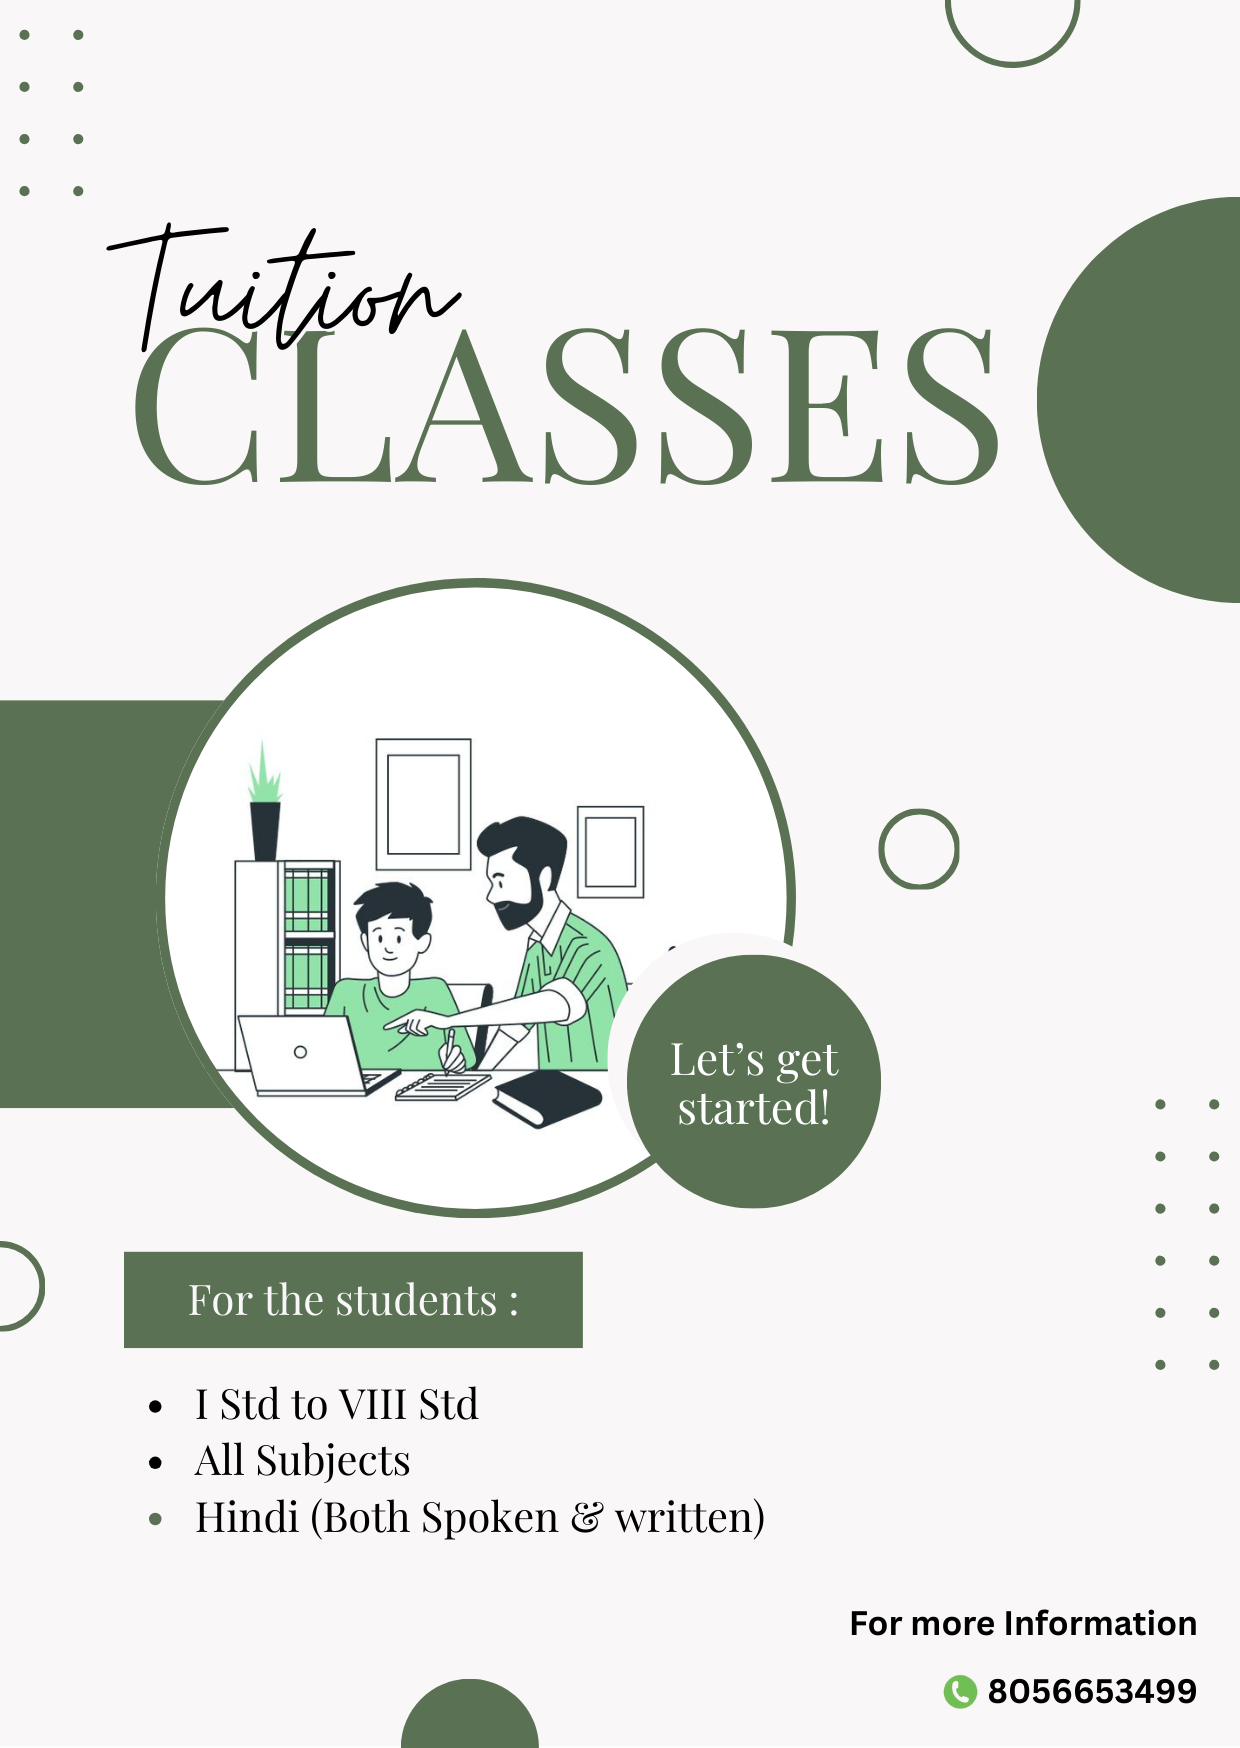 Tuition
CLASSES
Let’s get
started!
For the students :
• I Std to VIII Std
• All Subjects
• Hindi (Both Spoken & written)
For more Information
8056653499